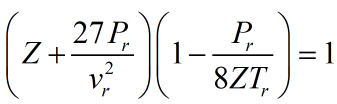 (Z + 27P_r / v_r^2)(1 − P_r / 8ZT_r) = 1